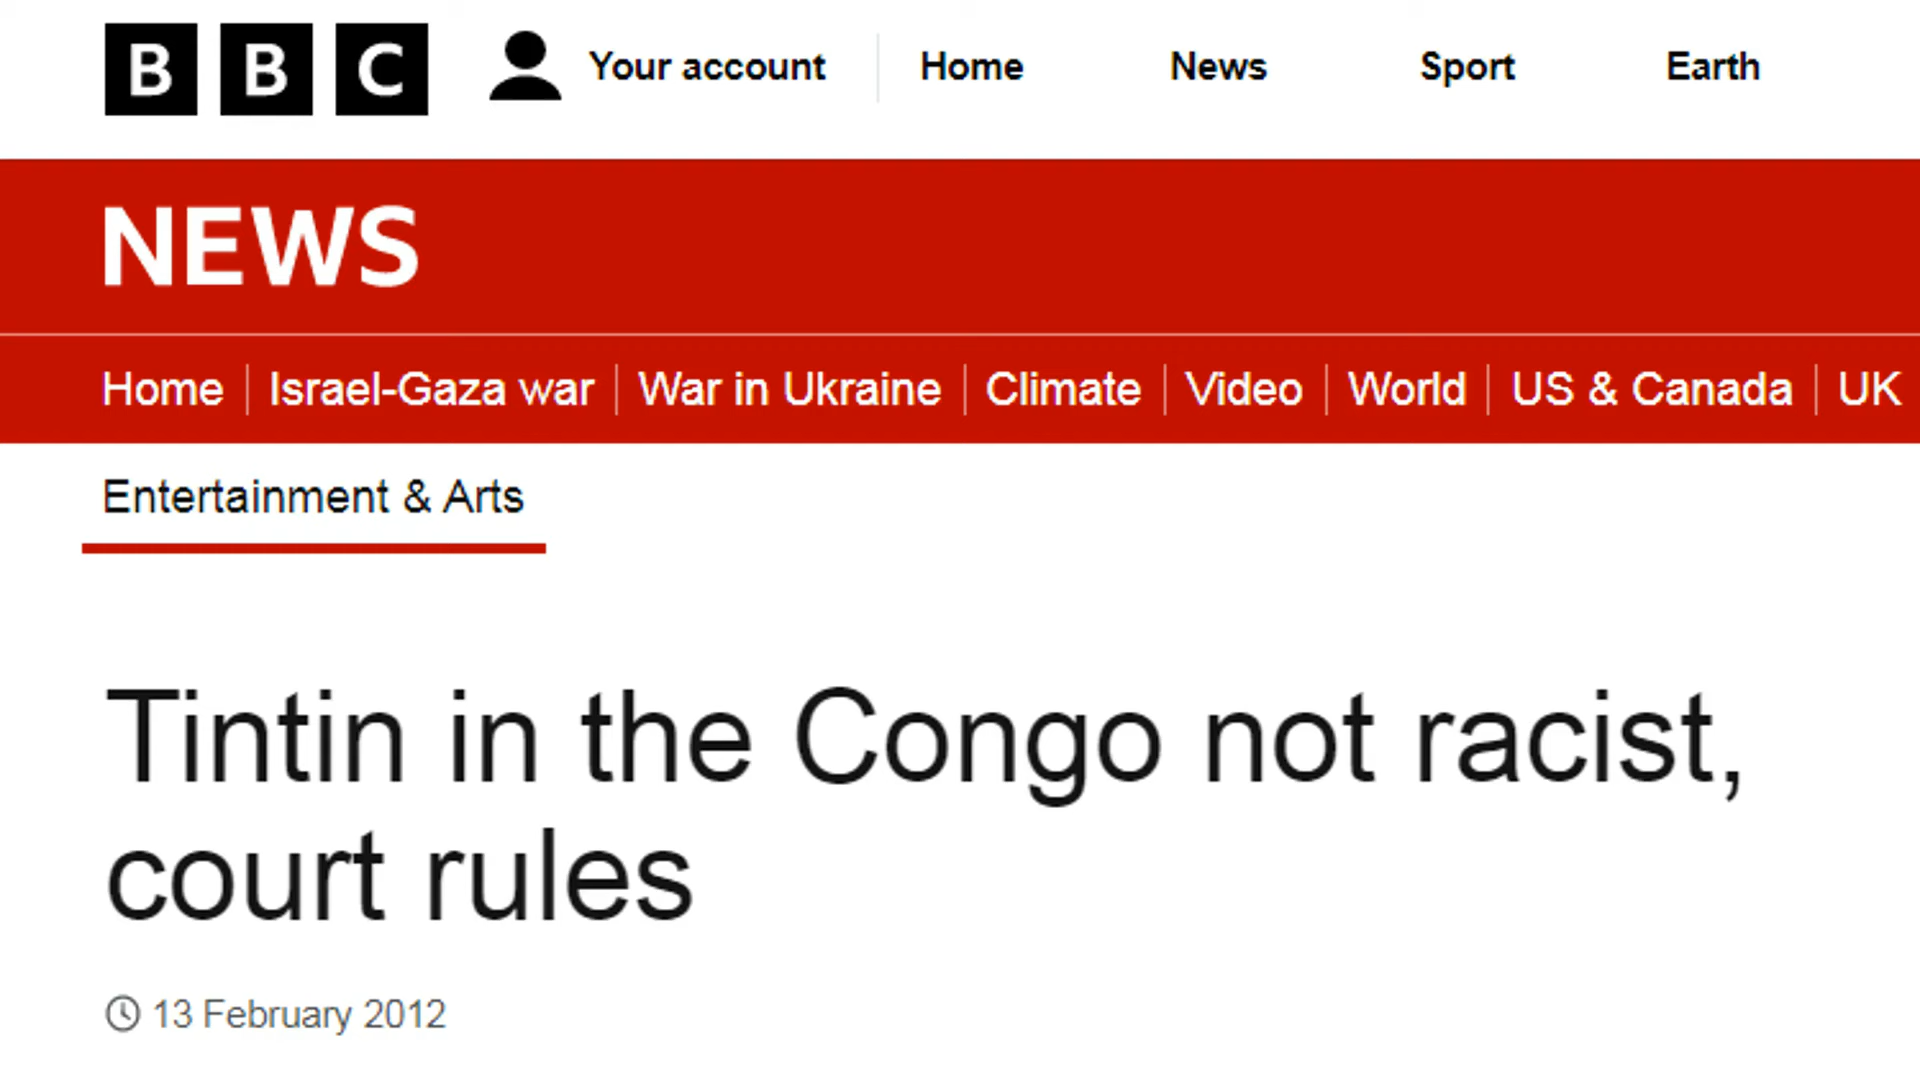 BBC Your account Home News Sport Earth
NEWS
Home Israel-Gaza war War in Ukraine Climate Video World US & Canada UK
Entertainment & Arts
Tintin in the Congo not racist,
court rules
13 February 2012